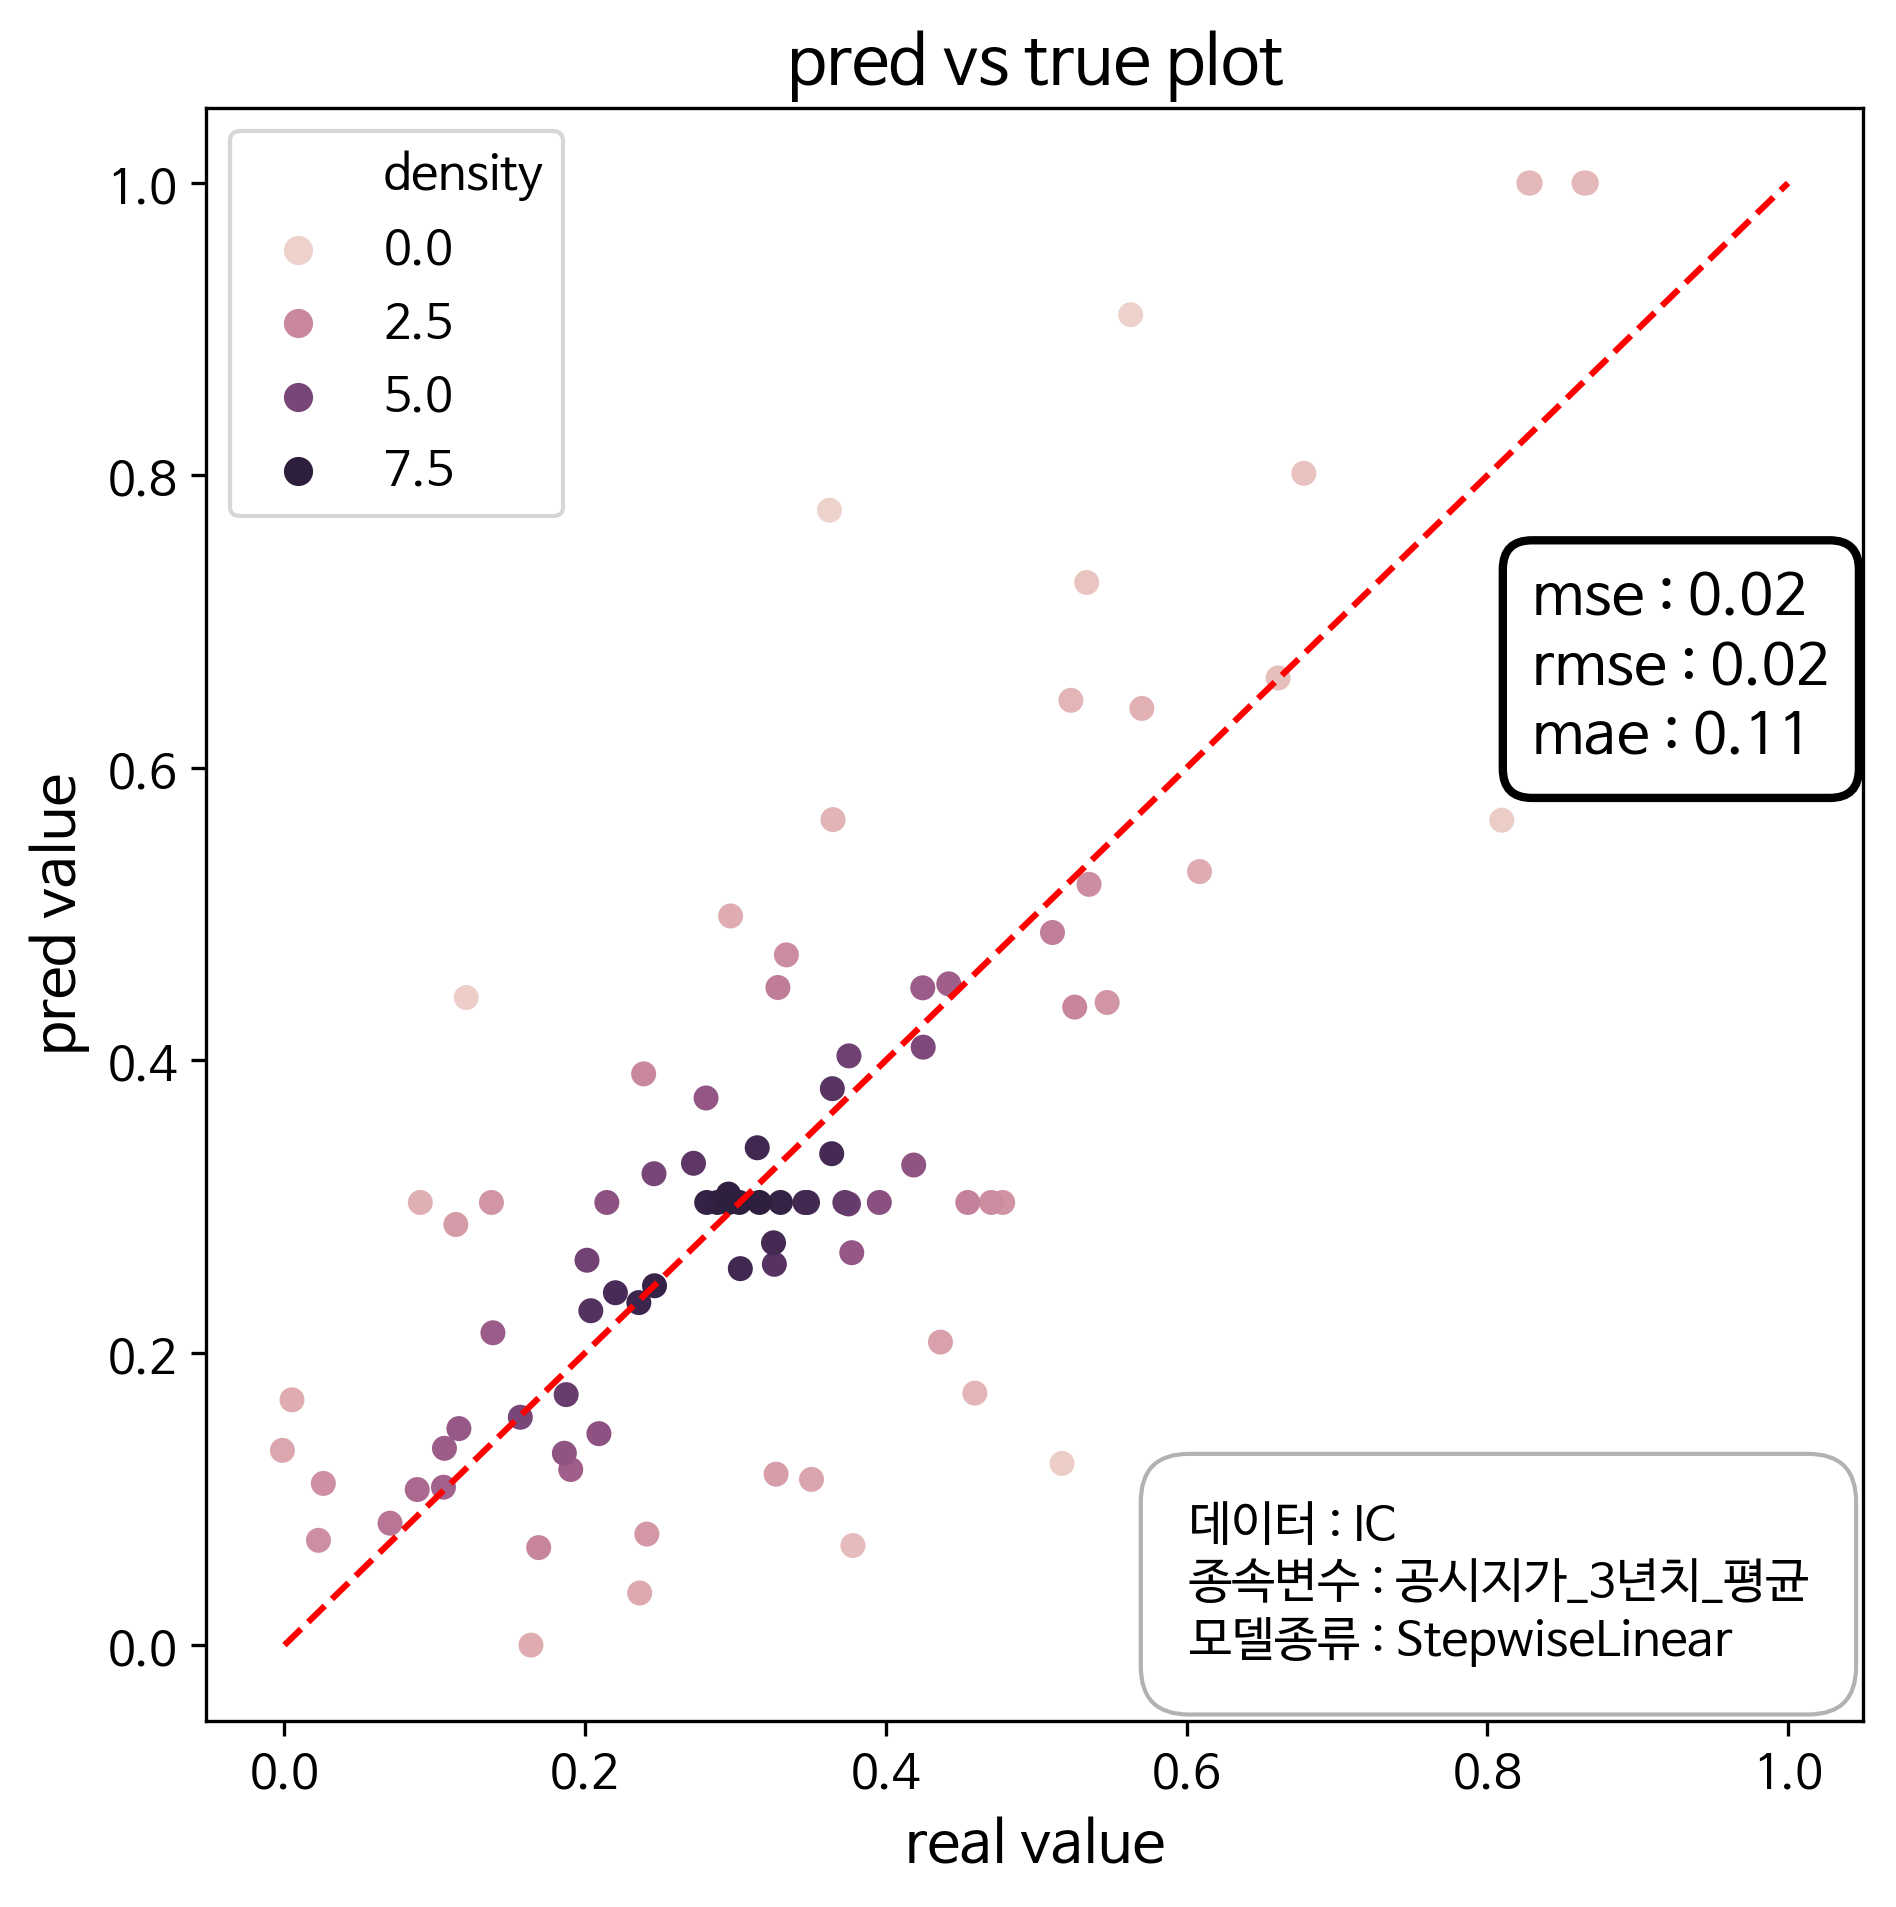 pred vs true plot
density
0.0
2.5
5.0
7.5
1.0
0.8
0.6
0.4
0.2
0.0
pred value
mse : 0.02
rmse : 0.02
mae : 0.11
데이터 : IC
종속변수 : 공시지가_3년치_평균
모델종류 : StepwiseLinear
0.0 0.2 0.4 0.6 0.8 1.0
real value